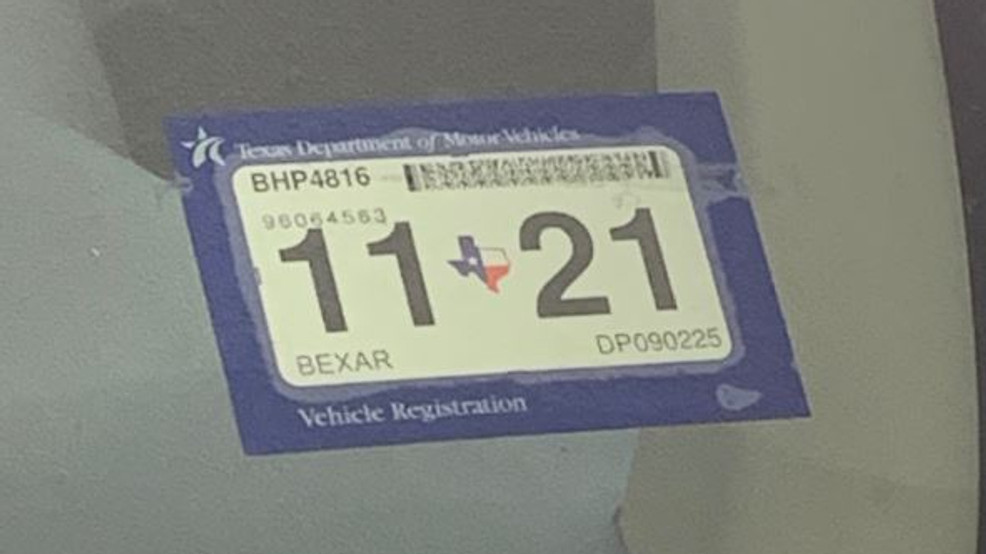 Texas Department of Motor Vehicles
BHP4816
96064563
11 21
BEXAR DP090225
Vehicle Registration